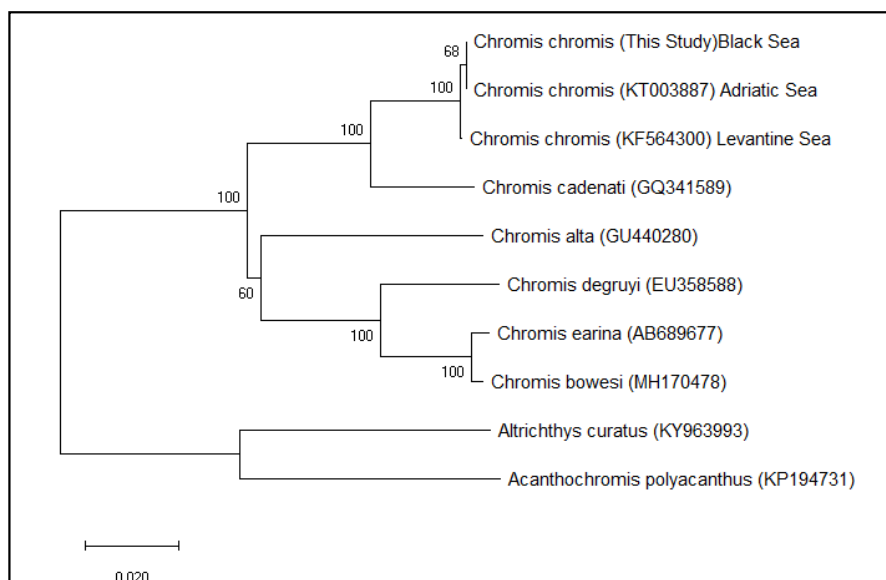 Chromis chromis (This Study)Black Sea
68
Chromis chromis (KT003887) Adriatic Sea
100
Chromis chromis (KF564300) Levantine Sea
100
Chromis cadenati (GQ341589)
100
Chromis alta (GU440280)
60
Chromis degruyi (EU358588)
100
Chromis earina (AB689677)
100
Chromis bowesi (MH170478)
Altrichthys curatus (KY963993)
Acanthochromis polyacanthus (KP194731)
0.020